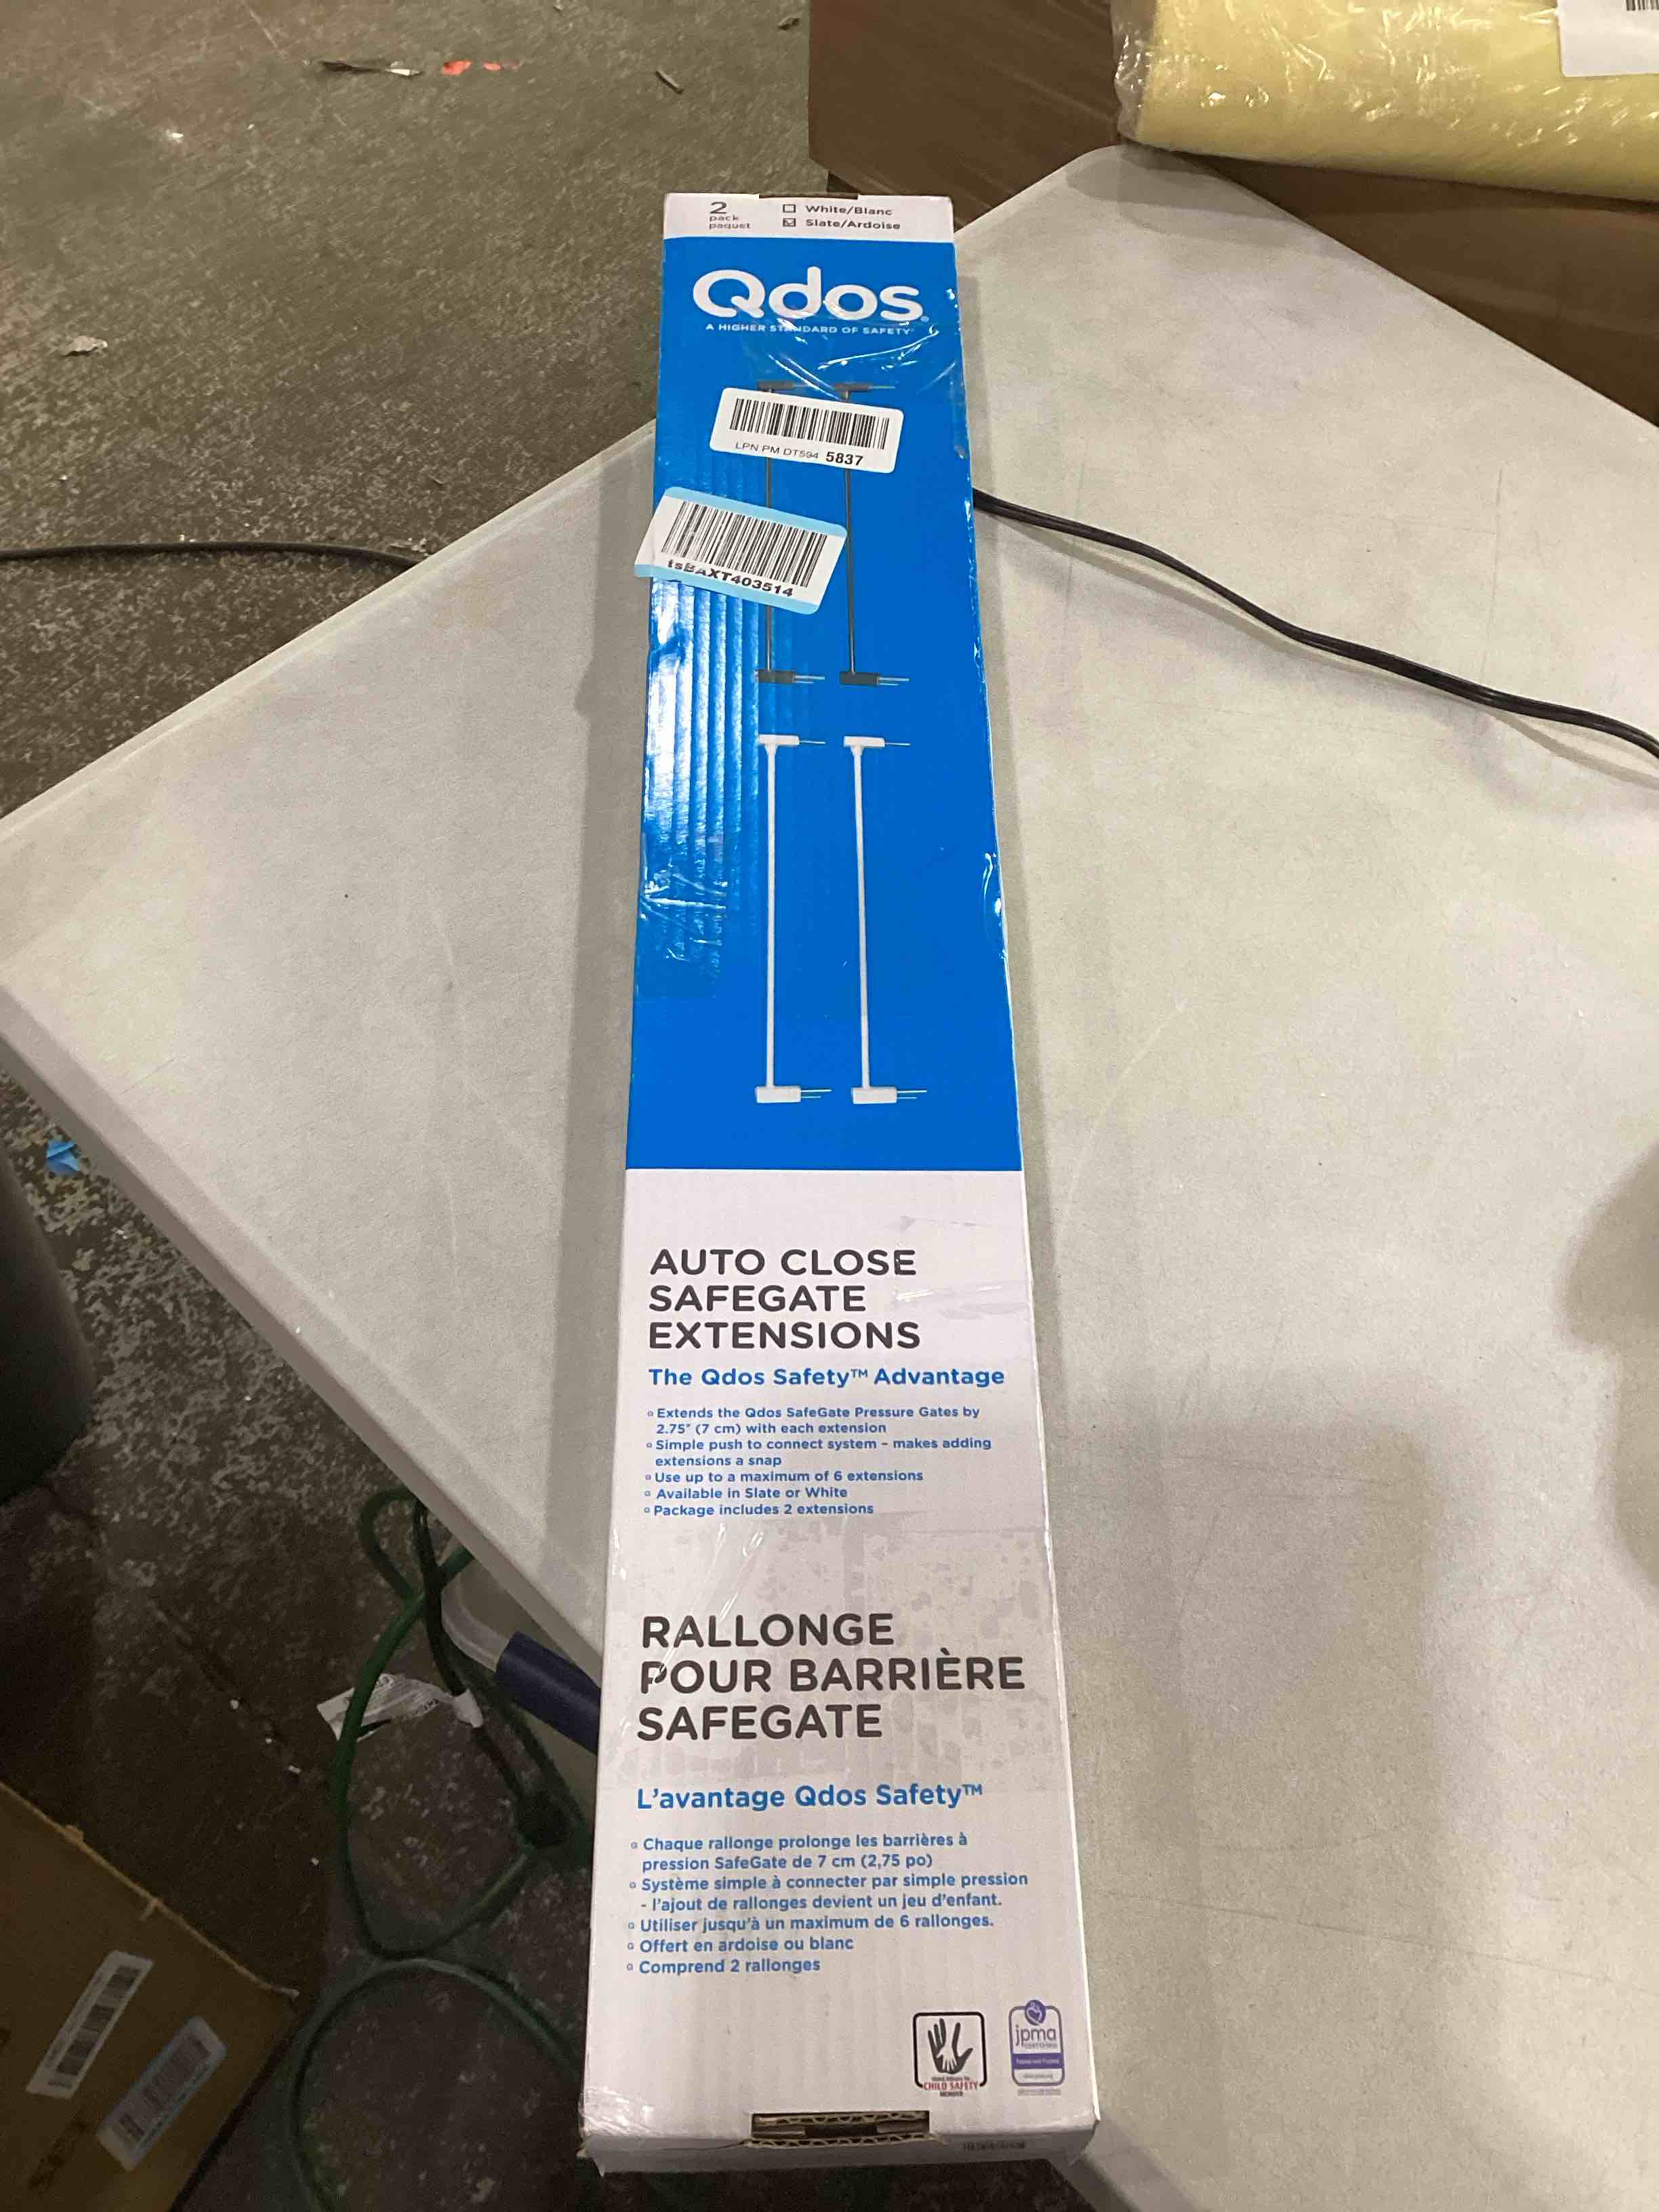 2
pack
paquet
White/Blanc
Slate/Ardoise
Qdos®
A HIGHER STANDARD OF SAFETY
LPN PM DT594 5837
tsBAXT403514
AUTO CLOSE
SAFEGATE
EXTENSIONS
The Qdos Safety™ Advantage
Extends the Qdos SafeGate Pressure Gates by
2.75" (7 cm) with each extension
Simple push to connect system – makes adding
extensions a snap
Use up to a maximum of 6 extensions
Available in Slate or White
Package includes 2 extensions
RALLONGE
POUR BARRIÈRE
SAFEGATE
L'avantage Qdos Safety™
Chaque rallonge prolonge les barrières à
pression SafeGate de 7 cm (2,75 po)
Système simple à connecter par simple pression
- l'ajout de rallonges devient un jeu d'enfant.
Utiliser jusqu'à un maximum de 6 rallonges.
Offert en ardoise ou blanc
Comprend 2 rallonges
CHILD SAFETY
MEMBER
jpma
CERTIFIED